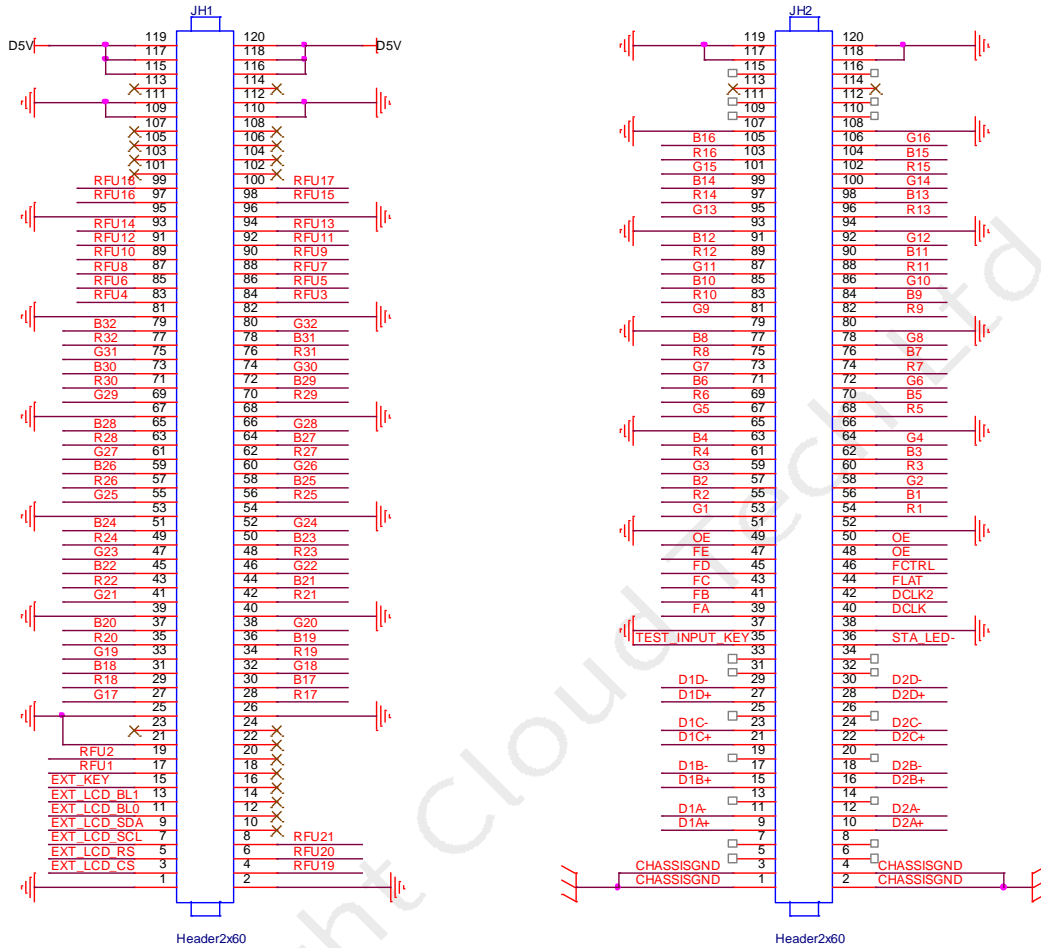 JH1
D5V 119 120 D5V
117 118
115 116
113 114
111 112
109 110
107 108
105 106
103 104
101 102
RFU18 99 100 RFU17
RFU16 97 98 RFU15
95 96
RFU14 93 94 RFU13
RFU12 91 92 RFU11
RFU10 89 90 RFU9
RFU8 87 88 RFU7
RFU6 85 86 RFU5
RFU4 83 84 RFU3
81 82
B32 79 80 G32
R32 77 78 B31
G31 75 76 R31
B30 73 74 G30
R30 71 72 B29
G29 69 70 R29
67 68
B28 65 66 G28
R28 63 64 B27
G27 61 62 R27
B26 59 60 G26
R26 57 58 B25
G25 55 56 R25
53 54
B24 51 52 G24
R24 49 50 B23
G23 47 48 R23
B22 45 46 G22
R22 43 44 B21
G21 41 42 R21
39 40
B20 37 38 G20
R20 35 36 B19
G19 33 34 R19
B18 31 32 G18
R18 29 30 B17
G17 27 28 R17
25 26
23 24
21 22
RFU2 19 20
RFU1 17 18
EXT_KEY 15 16
EXT_LCD_BL1 13 14
EXT_LCD_BL0 11 12
EXT_LCD_SDA 9 10
EXT_LCD_SCL 7 8 RFU21
EXT_LCD_RS 5 6 RFU20
EXT_LCD_CS 3 4 RFU19
1 2
Header2x60
JH2
119 120
117 118
115 116
113 114
111 112
109 110
107 108
B16 105 106 G16
R16 103 104 B15
G15 101 102 R15
B14 99 100 G14
R14 97 98 B13
G13 95 96 R13
93 94
B12 91 92 G12
R12 89 90 B11
G11 87 88 R11
B10 85 86 G10
R10 83 84 B9
G9 81 82 R9
79 80
B8 77 78 G8
R8 75 76 B7
G7 73 74 R7
B6 71 72 G6
R6 69 70 B5
G5 67 68 R5
65 66
B4 63 64 G4
R4 61 62 B3
G3 59 60 R3
B2 57 58 G2
R2 55 56 B1
G1 53 54 R1
51 52
OE 49 50 OE
FE 47 48 OE
FD 45 46 FCTRL
FC 43 44 FLAT
FB 41 42 DCLK2
FA 39 40 DCLK
37 38
TEST_INPUT_KEY 35 36 STA_LED-
33 34
31 32
D1D- 29 30 D2D-
D1D+ 27 28 D2D+
25 26
D1C- 23 24 D2C-
D1C+ 21 22 D2C+
19 20
D1B- 17 18 D2B-
D1B+ 15 16 D2B+
13 14
D1A- 11 12 D2A-
D1A+ 9 10 D2A+
7 8
5 6
CHASSISGND 3 4 CHASSISGND
CHASSISGND 1 2 CHASSISGND
Header2x60
ght Cloud Tech Ltd